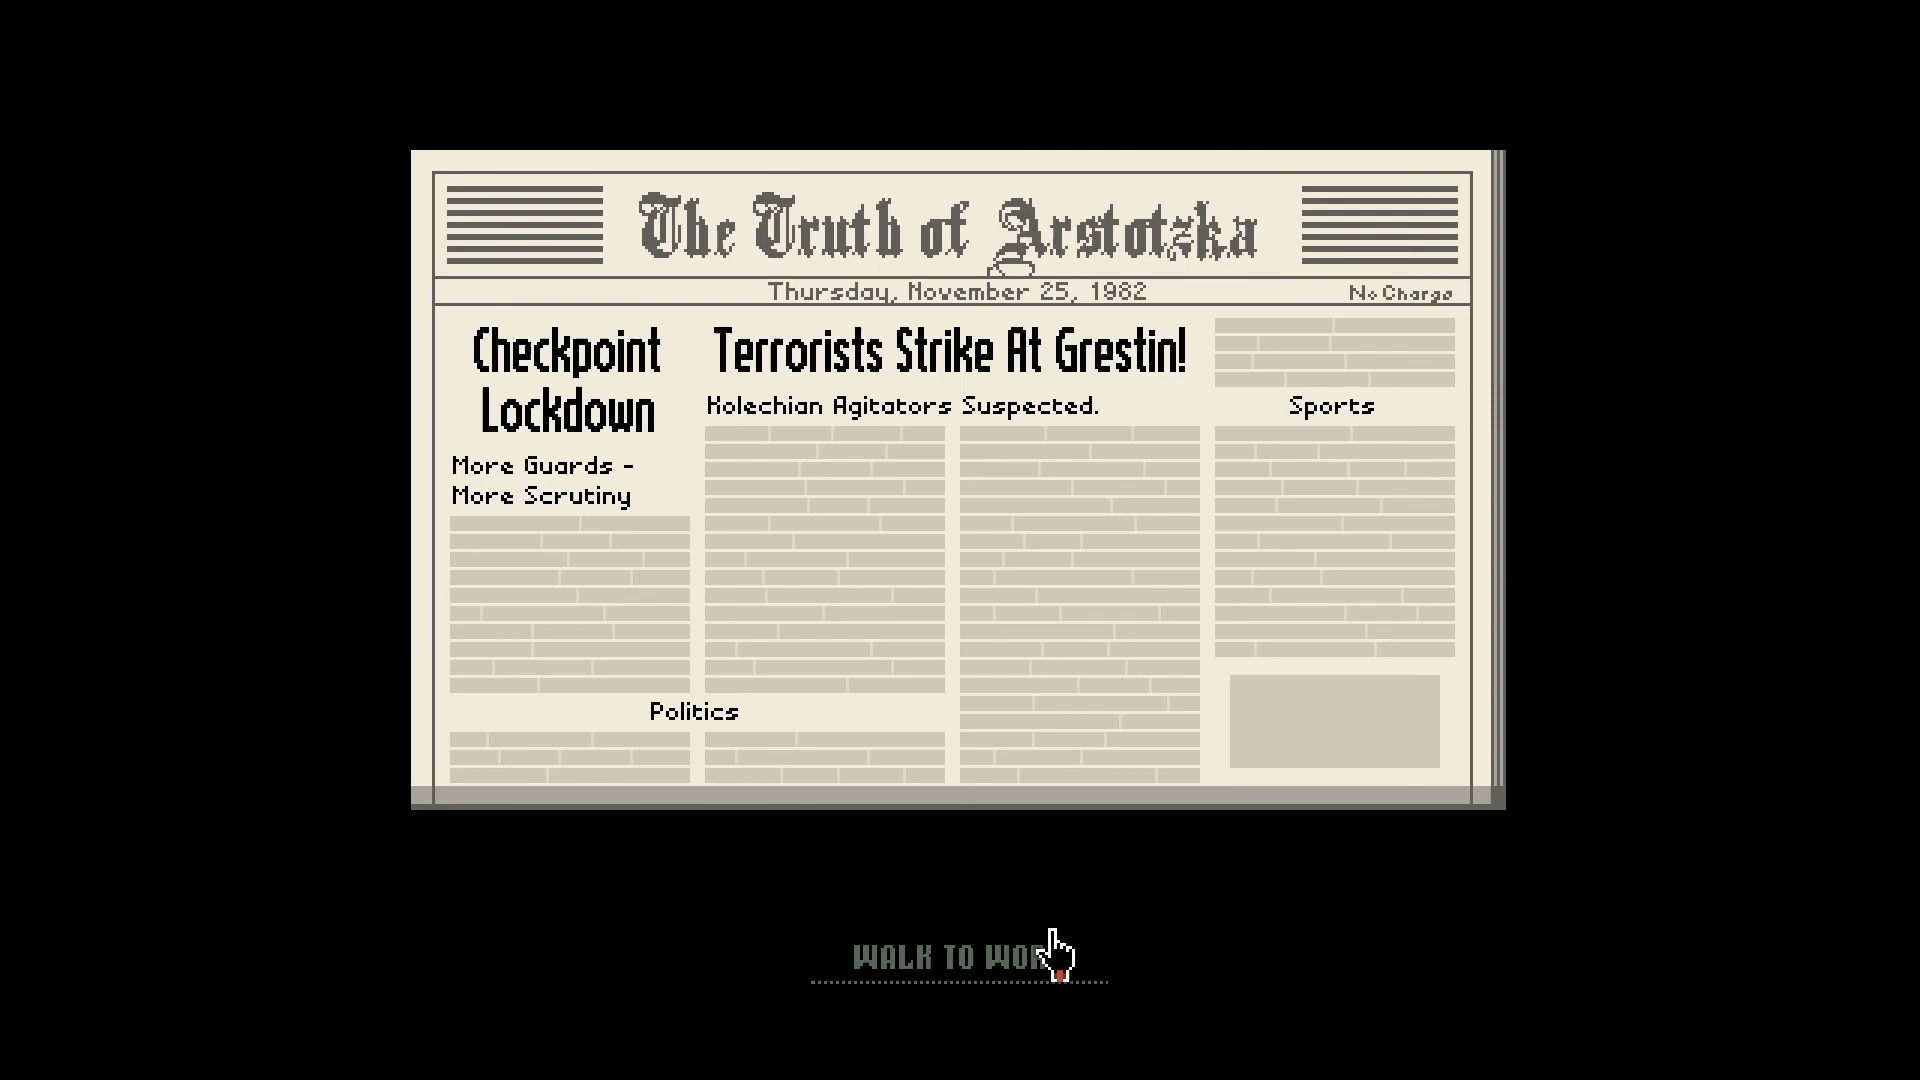 The Truth of Arstotzka
Thursday, November 25, 1982
No Charge
Checkpoint
Lockdown
More Guards -
More Scrutiny
Terrorists Strike At Grestin!
Kolechian Agitators Suspected.
Sports
Politics
WALK TO